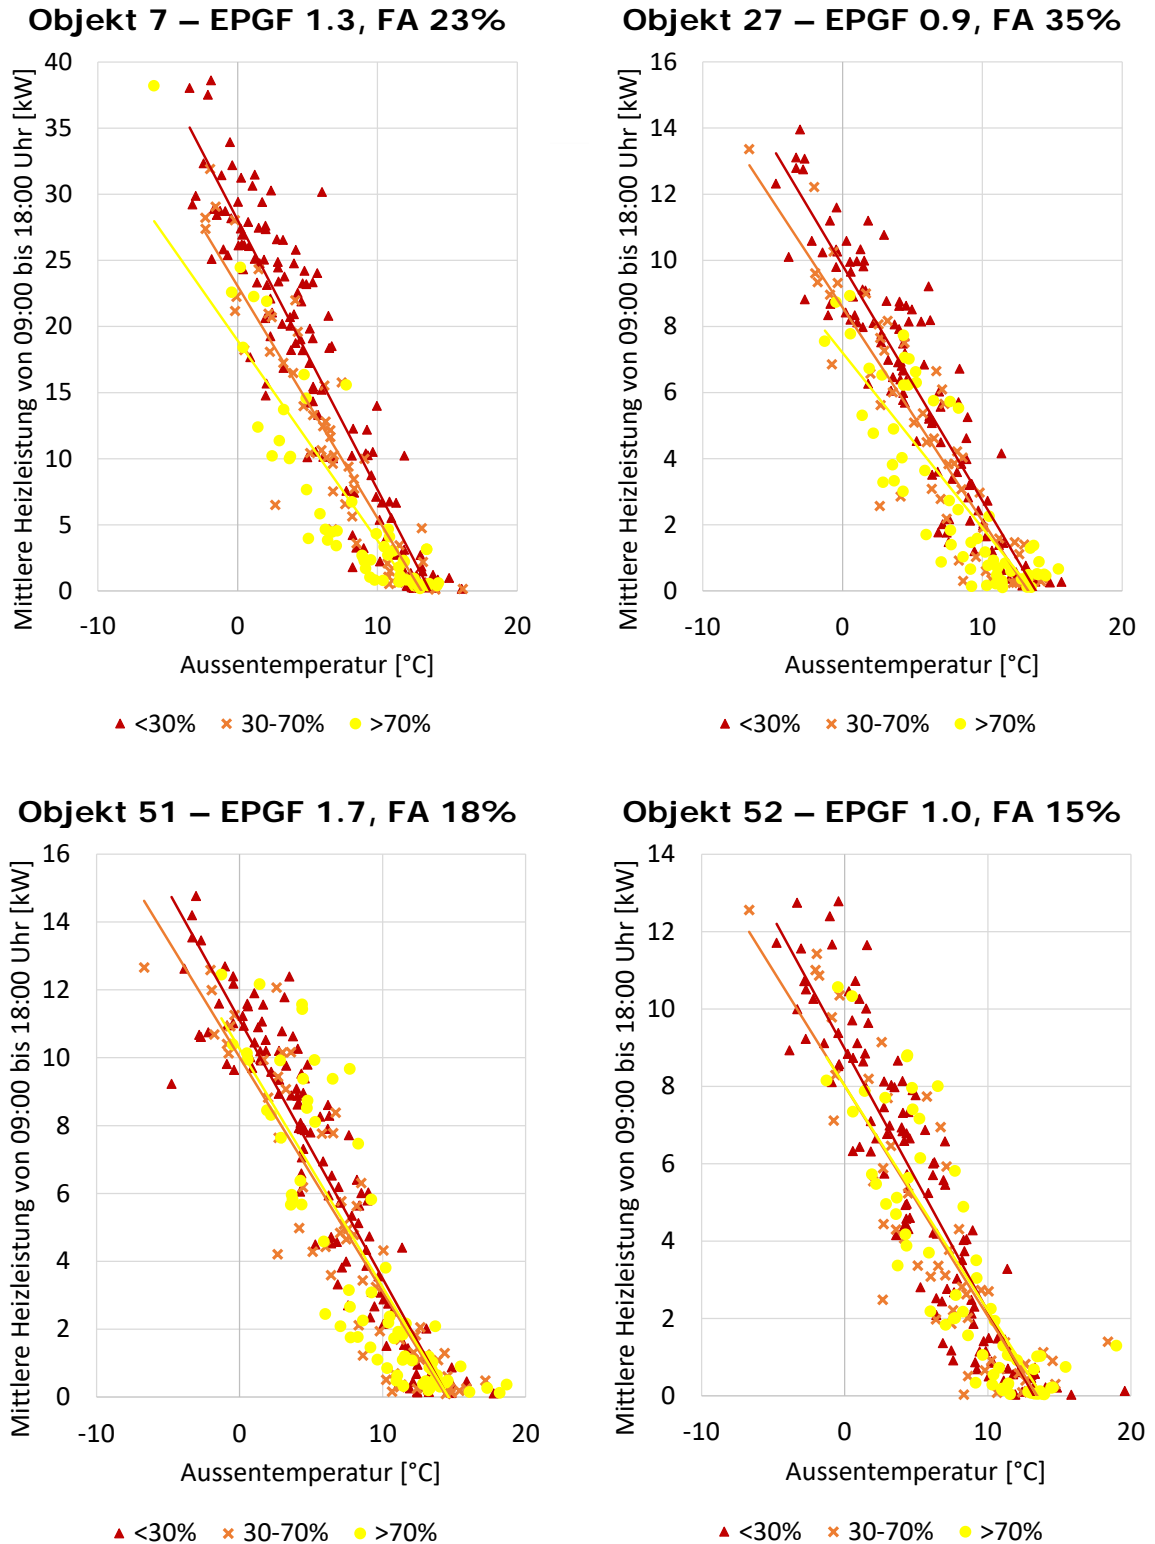 Objekt 7 – EPGF 1.3, FA 23%
Mittlere Heizleistung von 09:00 bis 18:00 Uhr [kW]
40
35
30
25
20
15
10
5
0
-10 0 10 20
Aussentemperatur [°C]
<30% 30-70% >70%
Objekt 27 – EPGF 0.9, FA 35%
Mittlere Heizleistung von 09:00 bis 18:00 Uhr [kW]
16
14
12
10
8
6
4
2
0
-10 0 10 20
Aussentemperatur [°C]
<30% 30-70% >70%
Objekt 51 – EPGF 1.7, FA 18%
Mittlere Heizleistung von 09:00 bis 18:00 Uhr [kW]
16
14
12
10
8
6
4
2
0
-10 0 10 20
Aussentemperatur [°C]
<30% 30-70% >70%
Objekt 52 – EPGF 1.0, FA 15%
Mittlere Heizleistung von 09:00 bis 18:00 Uhr [kW]
14
12
10
8
6
4
2
0
-10 0 10 20
Aussentemperatur [°C]
<30% 30-70% >70%